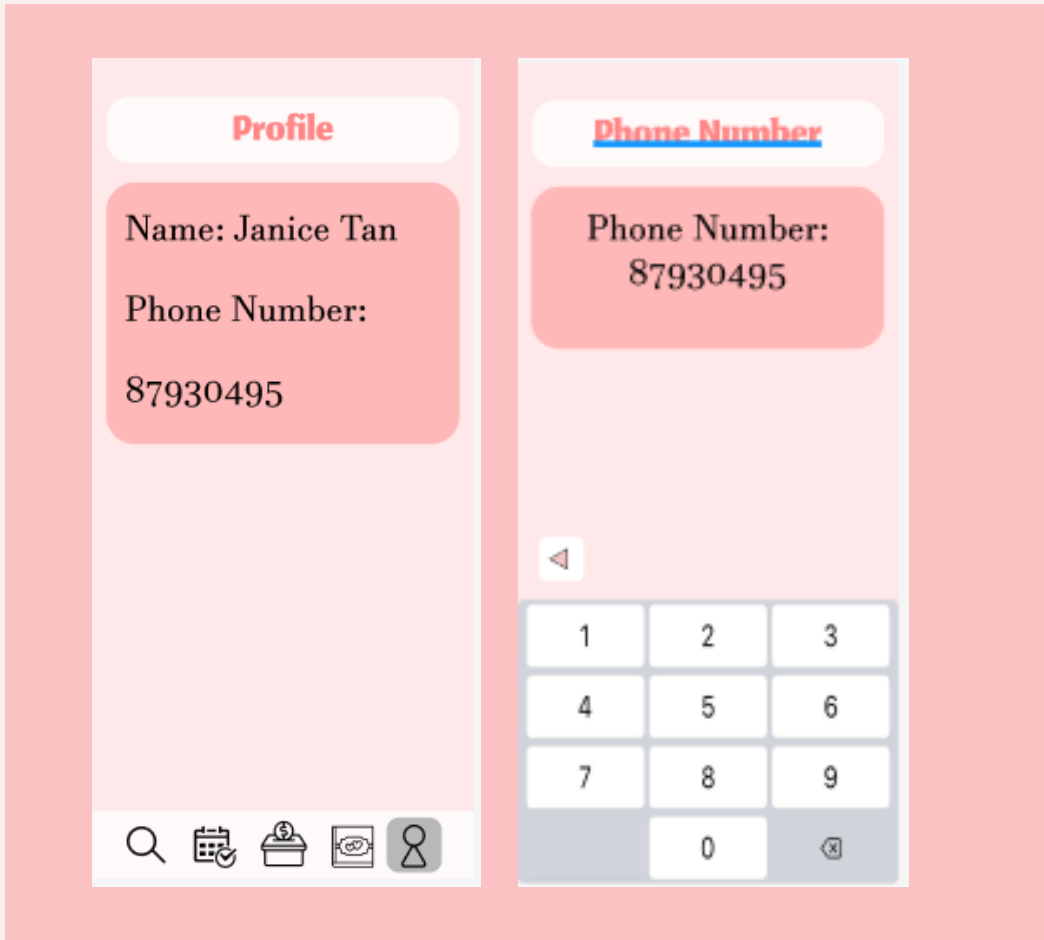 Profile
Name: Janice Tan
Phone Number:
87930495
$
Phone Number
Phone Number:
87930495
1 2 3
4 5 6
7 8 9
0